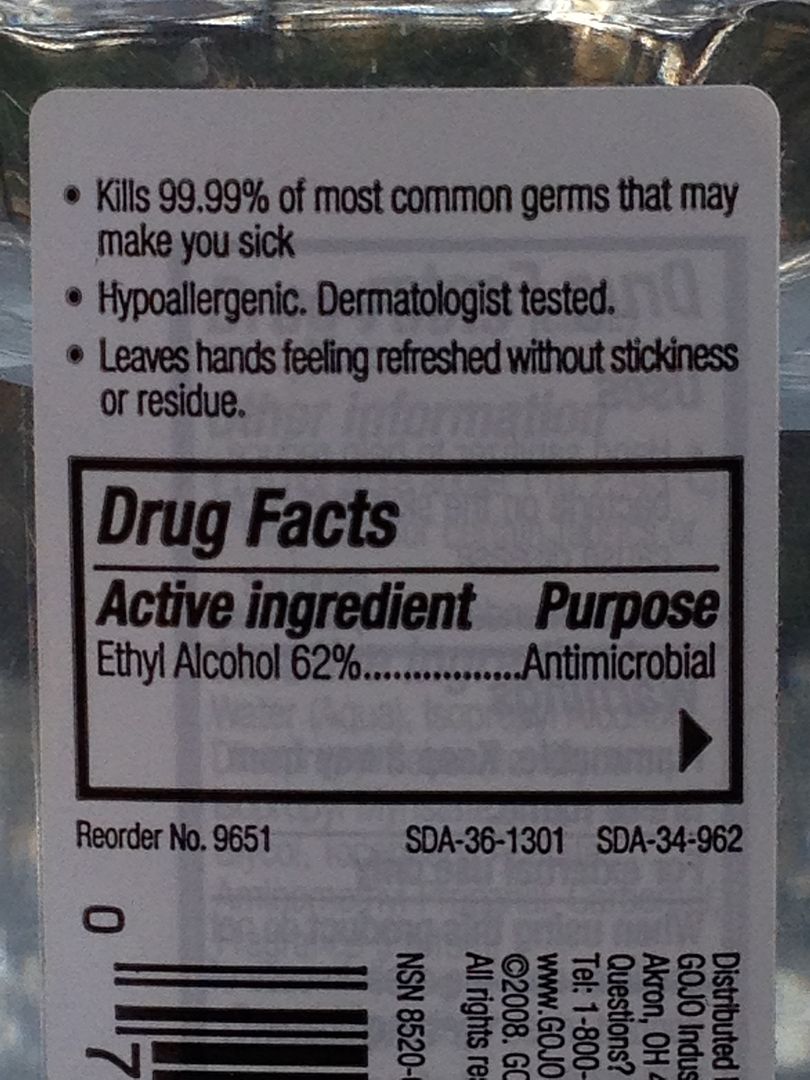 • Kills 99.99% of most common germs that may
make you sick
• Hypoallergenic. Dermatologist tested.
• Leaves hands feeling refreshed without stickiness
or residue.
Drug Facts
Active ingredient Purpose
Ethyl Alcohol 62%................Antimicrobial
Reorder No. 9651 SDA-36-1301 SDA-34-962
0
7
Distributed
GOJO Indus
Akron, OH 4
Questions?
Tel: 1-800-
www.GOJO
©2008. GO
All rights re
NSN 8520-
Other information